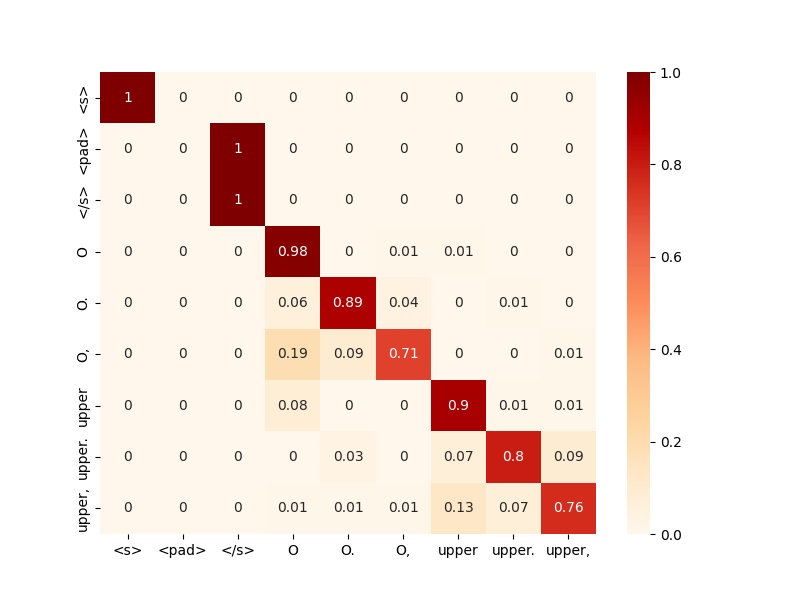 <s> 1 0 0 0 0 0 0 0 0 1.0
<pad> 0 0 1 0 0 0 0 0 0
0.8
</s> 0 0 1 0 0 0 0 0 0
O 0 0 0 0.98 0 0.01 0.01 0 0
0.6
O. 0 0 0 0.06 0.89 0.04 0 0.01 0
O, 0 0 0 0.19 0.09 0.71 0 0 0.01
0.4
upper 0 0 0 0.08 0 0 0.9 0.01 0.01
0.2
upper. 0 0 0 0 0.03 0 0.07 0.8 0.09
upper, 0 0 0 0.01 0.01 0.01 0.13 0.07 0.76
0.0
<s> <pad> </s> O O. O, upper upper. upper,